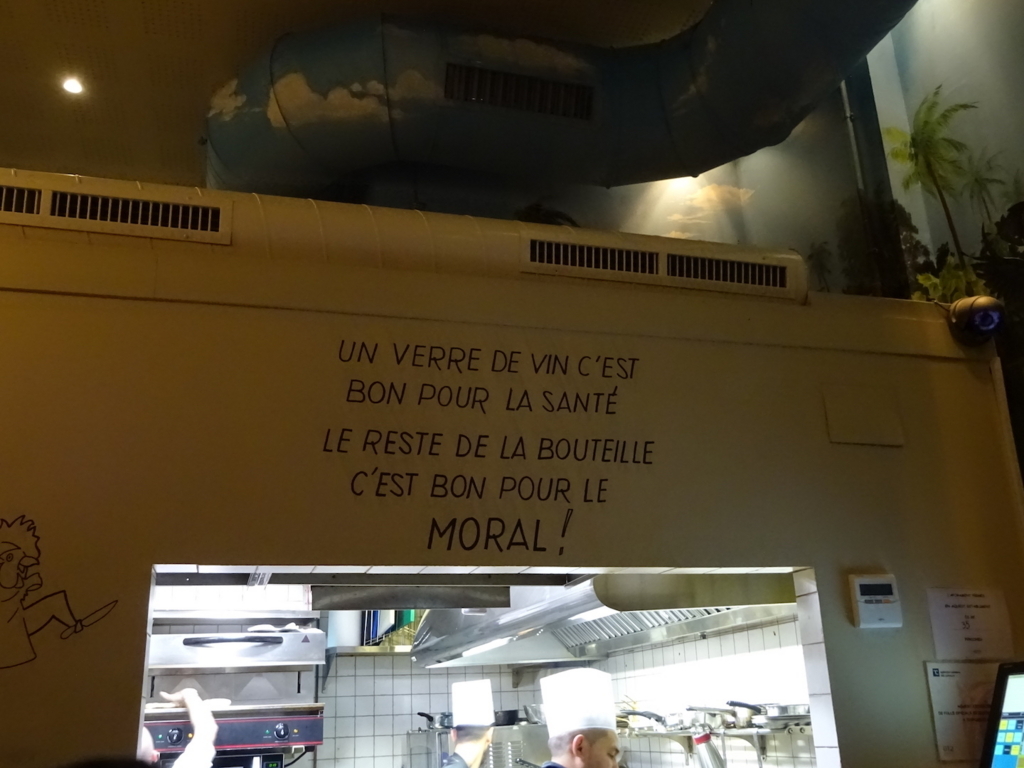 UN VERRE DE VIN C'EST
BON POUR LA SANTÉ
LE RESTE DE LA BOUTEILLE
C'EST BON POUR LE
MORAL!